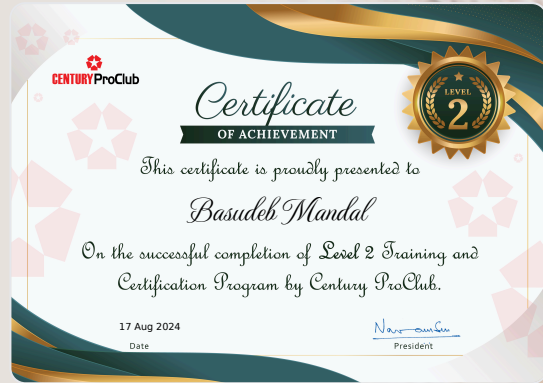 CENTURY ProClub
Certificate
OF ACHIEVEMENT
LEVEL
2
This certificate is proudly presented to
Basudeb Mandal
On the successful completion of Level 2 Training and
Certification Program by Century ProClub.
17 Aug 2024
Date
President